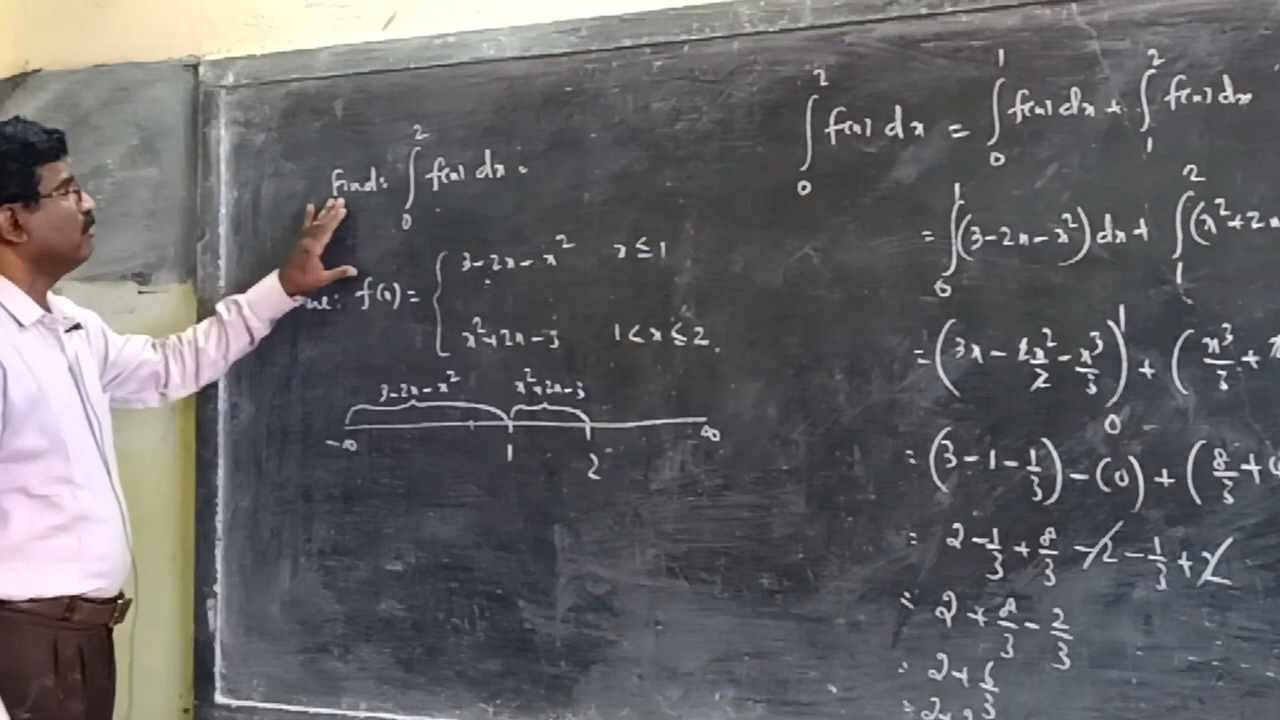 Find: ∫₀² f(x) dx.
f(x) = { 3-2x-x² x ≤ 1
x²+2x-3 1 < x ≤ 2.
3-2x-x² x²+2x-3
-∞ 1 2 ∞
∫₀² f(x) dx = ∫₀¹ f(x) dx + ∫₁² f(x) dx
= ∫₀¹ (3-2x-x²) dx + ∫₁² (x²+2x
= (3x - 2x²/2 - x³/3)₀¹ + (x³/3 +
= (3 - 1 - 1/3) - (0) + (8/3 +
= 2 - 1/3 + 8/3 - 2 - 1/3 + 2
= 2 + 8/3 - 2/3
= 2 + 6/3